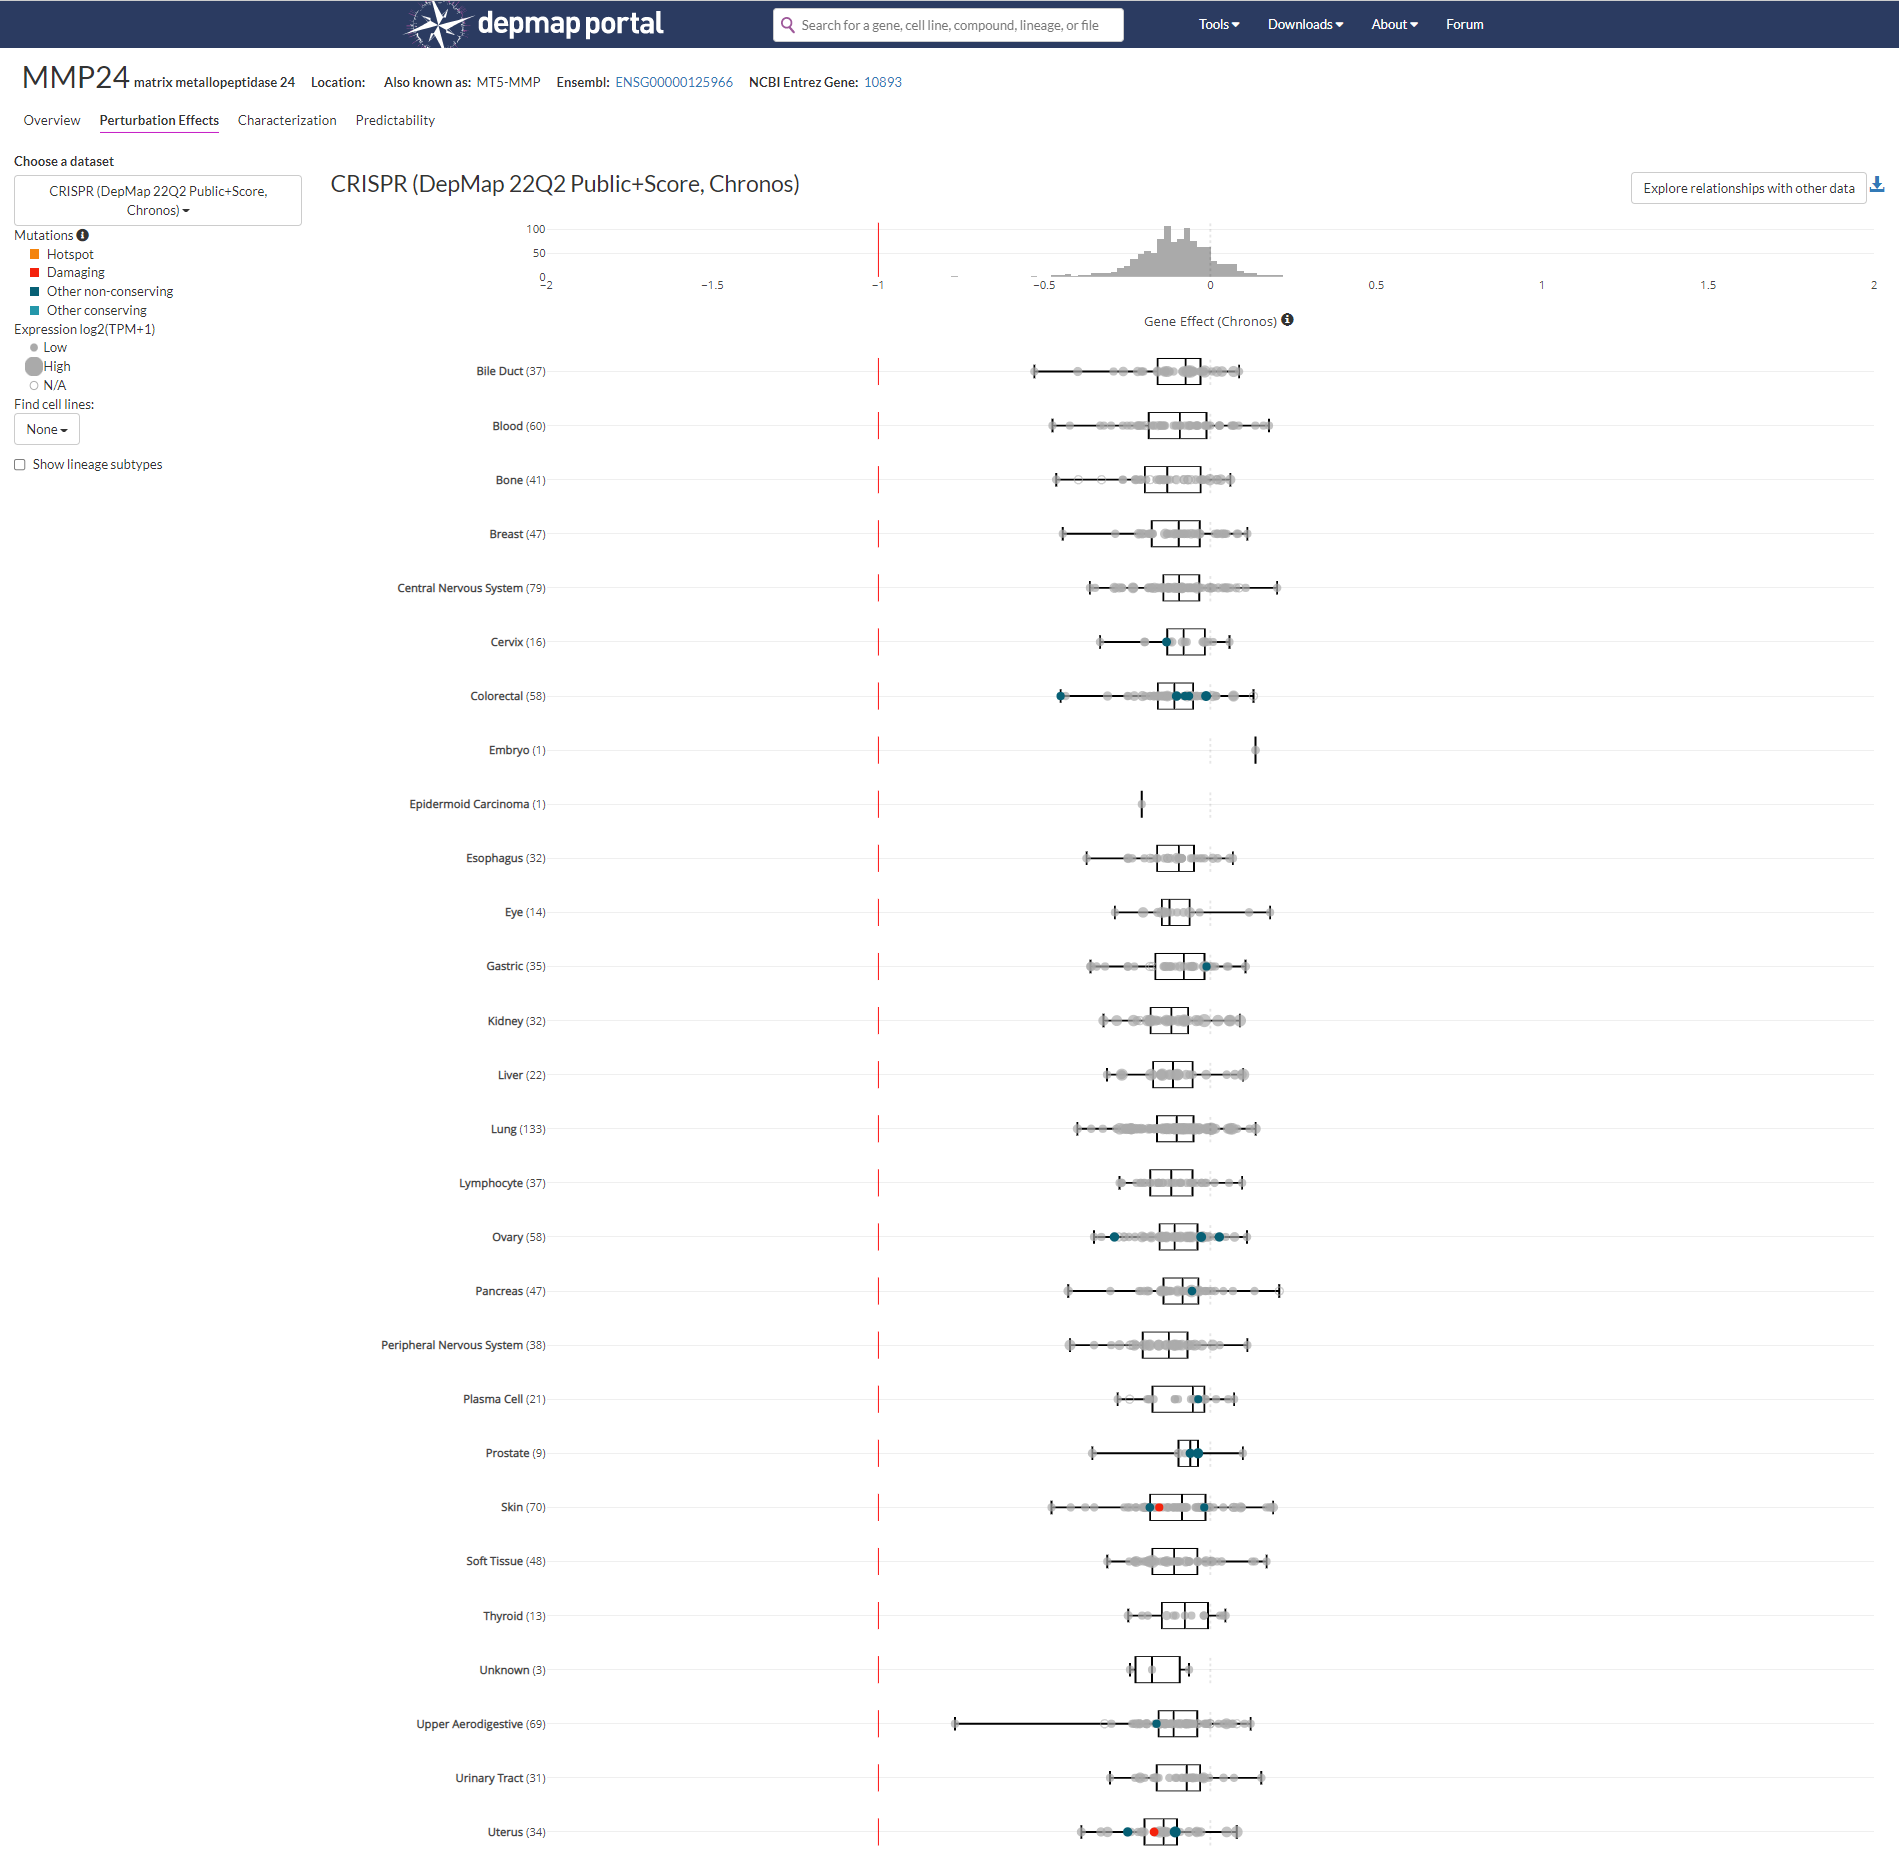 depmap portal
Search for a gene, cell line, compound, lineage, or file
Tools Downloads About Forum
MMP24 matrix metallopeptidase 24 Location: Also known as: MT5-MMP Ensembl: ENSG00000125966 NCBI Entrez Gene: 10893
Overview Perturbation Effects Characterization Predictability
Choose a dataset
CRISPR (DepMap 22Q2 Public+Score, Chronos)
Mutations
Hotspot
Damaging
Other non-conserving
Other conserving
Expression log2(TPM+1)
Low
High
N/A
Find cell lines:
None
Show lineage subtypes
CRISPR (DepMap 22Q2 Public+Score, Chronos)
Explore relationships with other data
100
50
0
−2 −1.5 −1 −0.5 0 0.5 1 1.5 2
Gene Effect (Chronos)
Bile Duct (37)
Blood (60)
Bone (41)
Breast (47)
Central Nervous System (79)
Cervix (16)
Colorectal (58)
Embryo (1)
Epidermoid Carcinoma (1)
Esophagus (32)
Eye (14)
Gastric (35)
Kidney (32)
Liver (22)
Lung (133)
Lymphocyte (37)
Ovary (58)
Pancreas (47)
Peripheral Nervous System (38)
Plasma Cell (21)
Prostate (9)
Skin (70)
Soft Tissue (48)
Thyroid (13)
Unknown (3)
Upper Aerodigestive (69)
Urinary Tract (31)
Uterus (34)